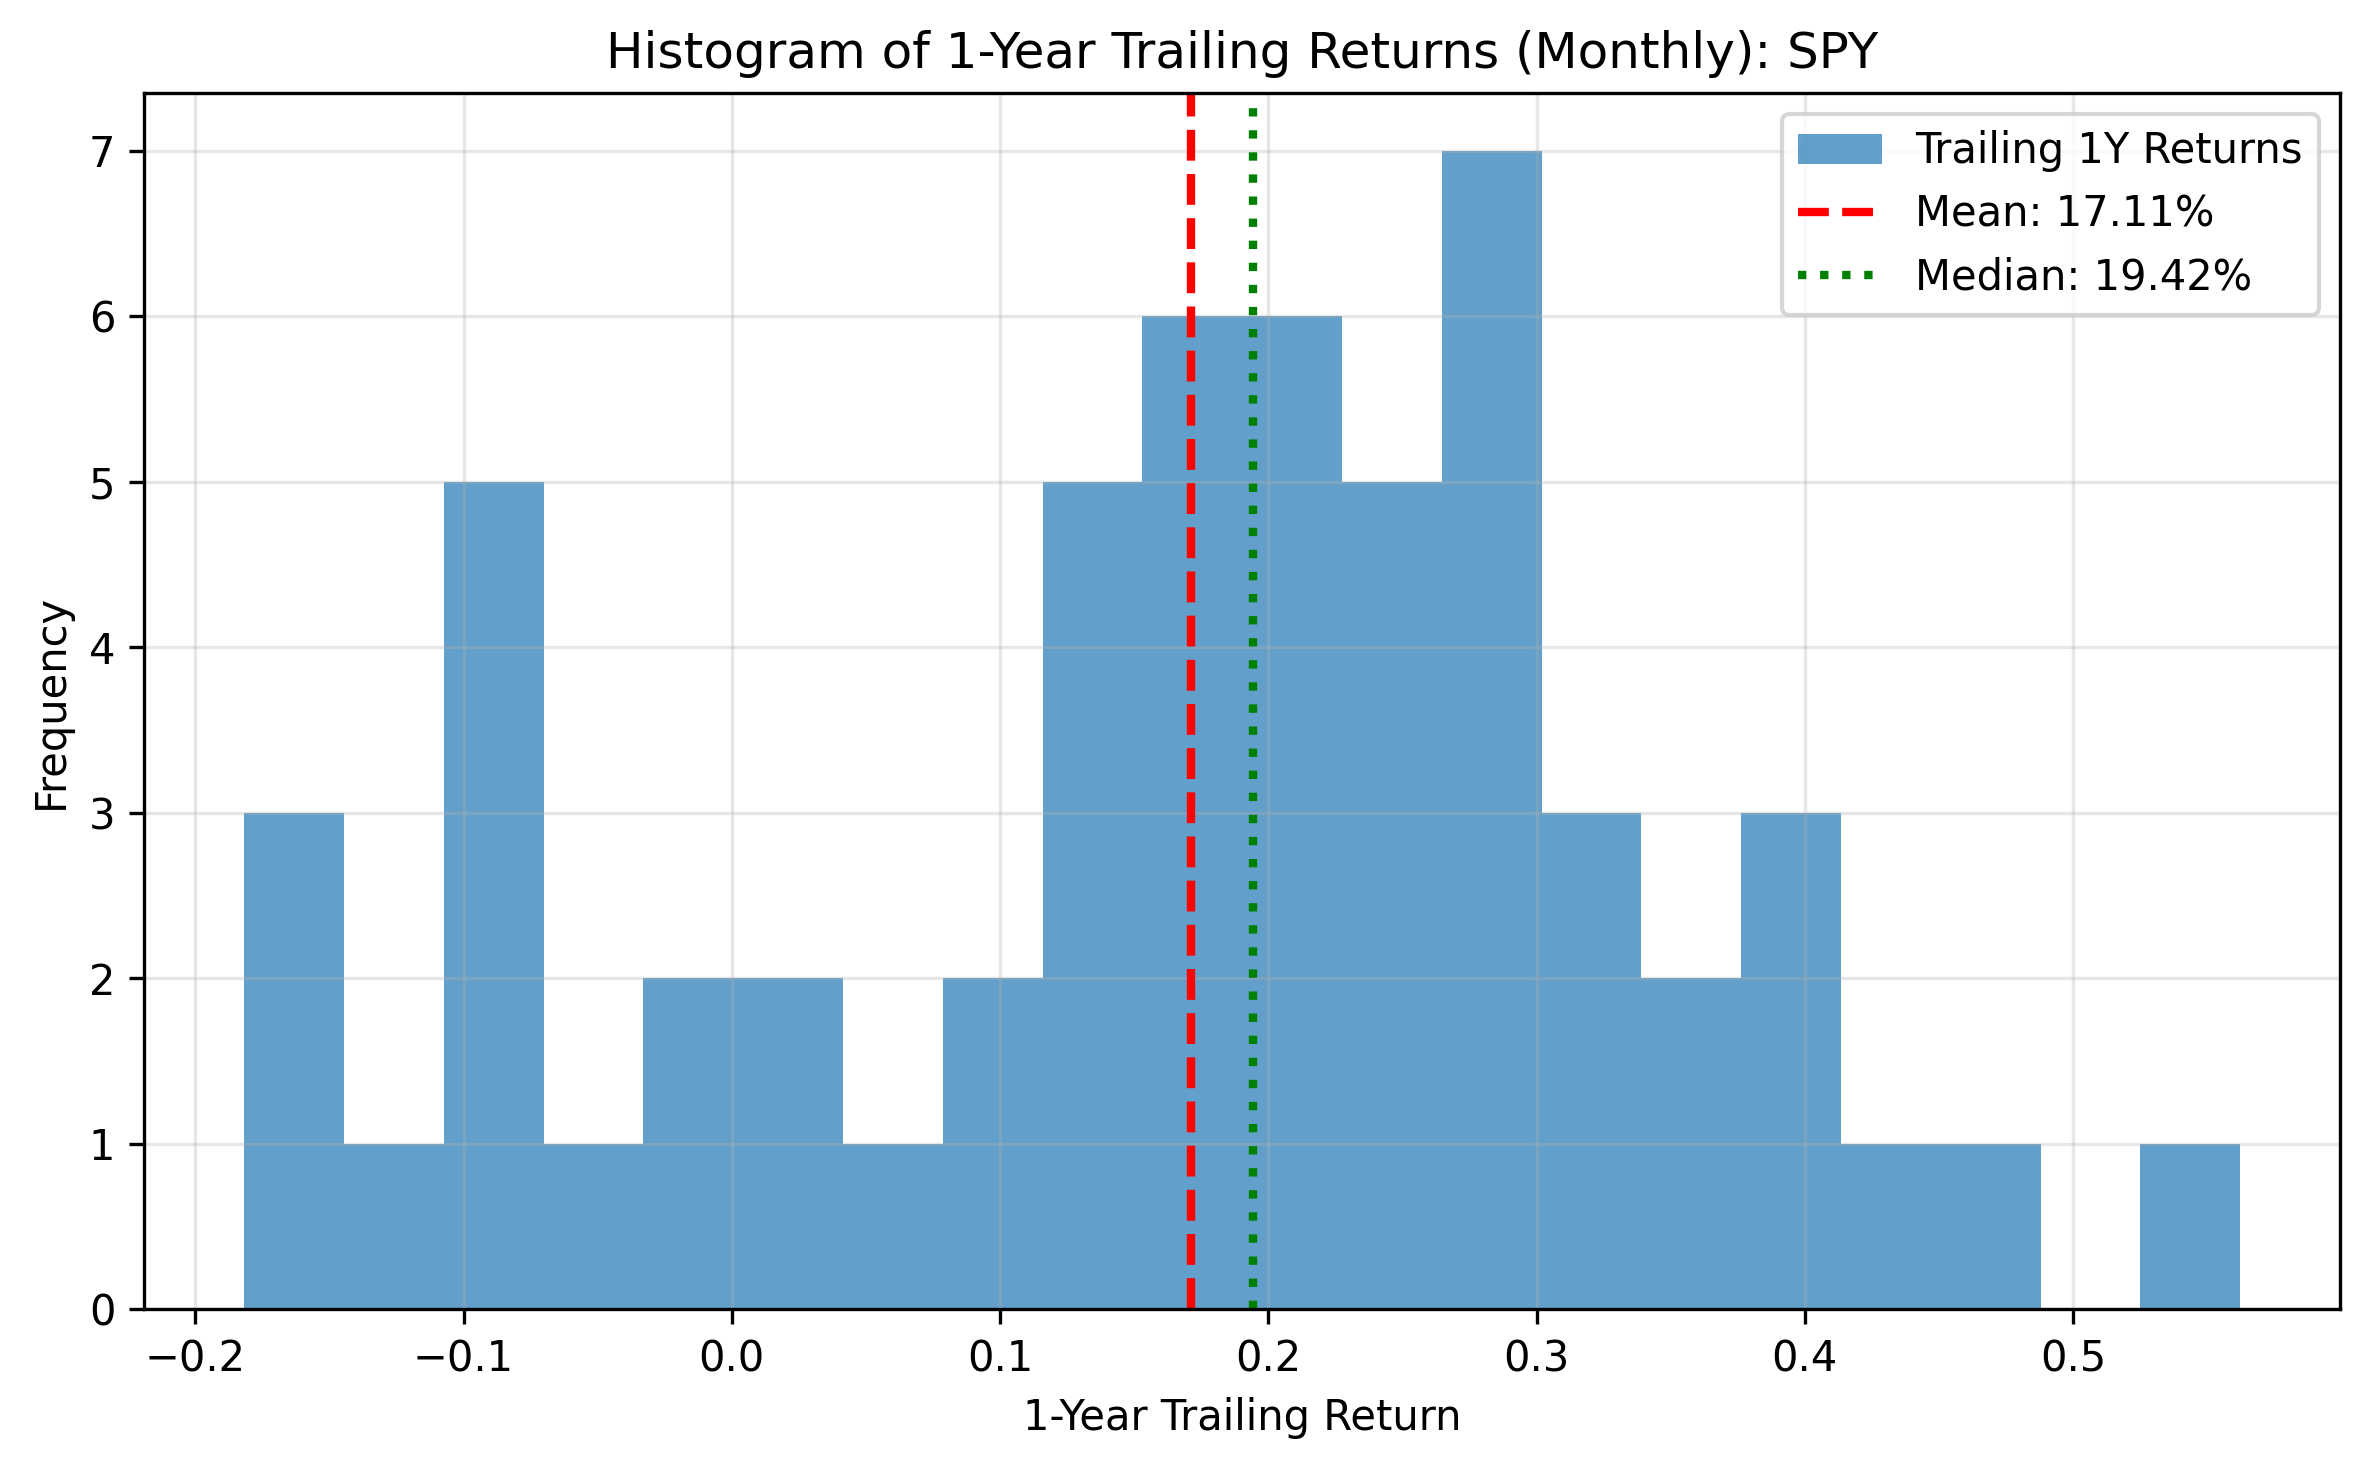 Histogram of 1-Year Trailing Returns (Monthly): SPY
Trailing 1Y Returns
Mean: 17.11%
Median: 19.42%
Frequency
7
6
5
4
3
2
1
0
−0.2 −0.1 0.0 0.1 0.2 0.3 0.4 0.5
1-Year Trailing Return